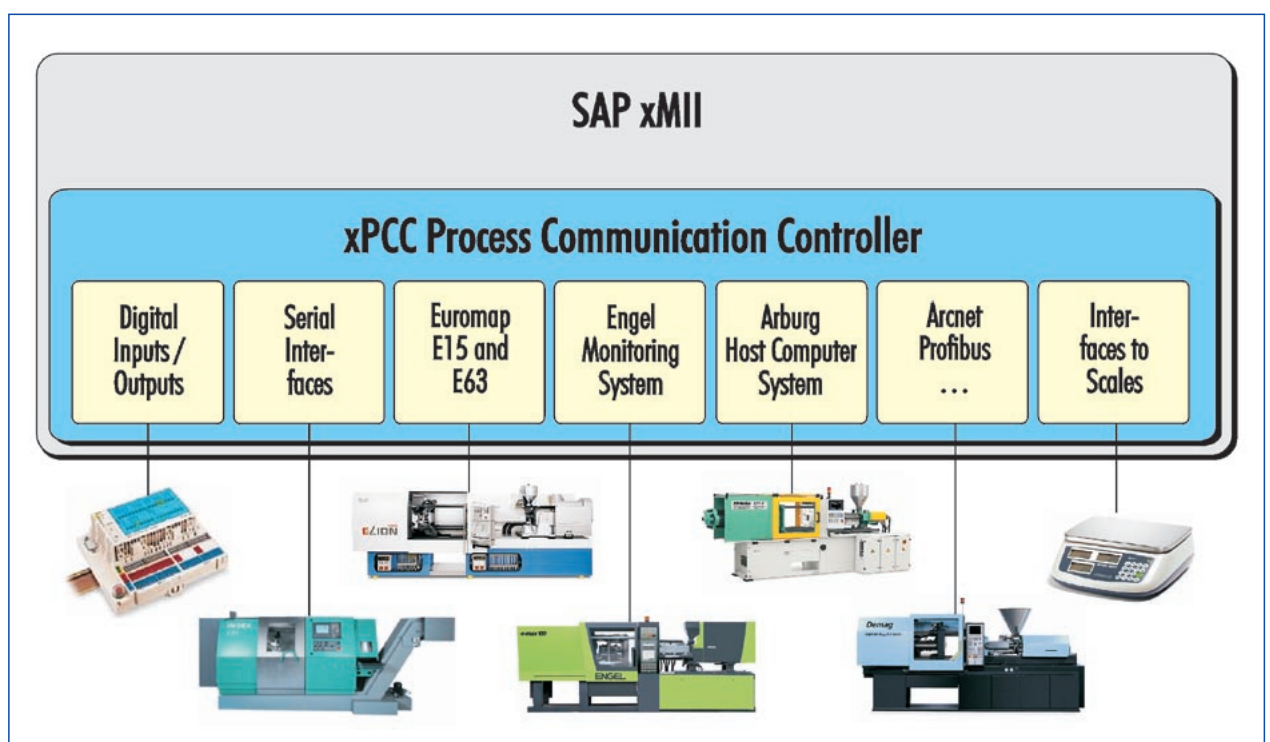 SAP xMII
xPCC Process Communication Controller
Digital
Inputs /
Outputs
Serial
Inter-
faces
Euromap
E15 and
E63
Engel
Monitoring
System
Arburg
Host Computer
System
Arcnet
Profibus
...
Inter-
faces to
Scales
ELION
INDEX
ENGEL
Demag